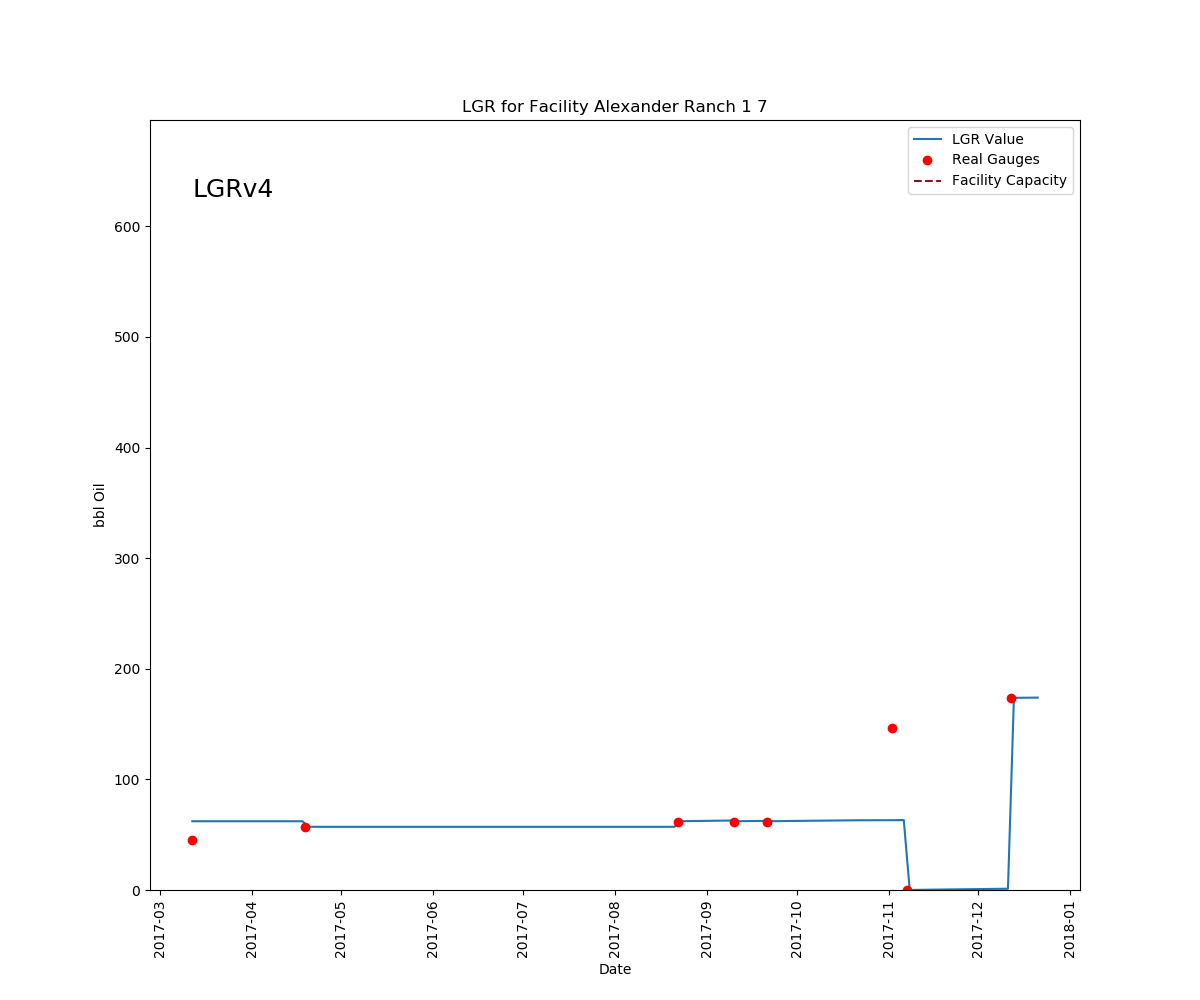 LGR for Facility Alexander Ranch 1 7
LGR Value
Real Gauges
Facility Capacity
LGRv4
600
500
400
300
200
100
0
bbl Oil
2017-03
2017-04
2017-05
2017-06
2017-07
2017-08
2017-09
2017-10
2017-11
2017-12
2018-01
Date